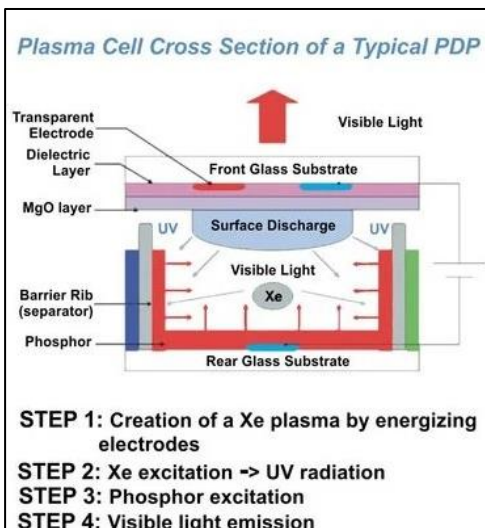 Plasma Cell Cross Section of a Typical PDP
Transparent
Electrode
Visible Light
Dielectric
Layer
Front Glass Substrate
MgO layer
UV
Surface Discharge
UV
Visible Light
Xe
Barrier Rib
(separator)
Phosphor
Rear Glass Substrate
STEP 1: Creation of a Xe plasma by energizing
electrodes
STEP 2: Xe excitation -> UV radiation
STEP 3: Phosphor excitation
STEP 4: Visible light emission